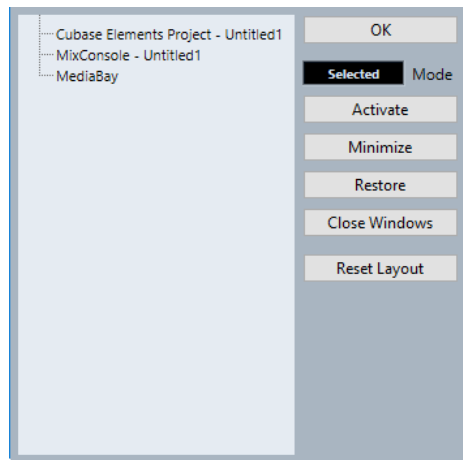 Cubase Elements Project - Untitled1
MixConsole - Untitled1
MediaBay
OK
Selected Mode
Activate
Minimize
Restore
Close Windows
Reset Layout